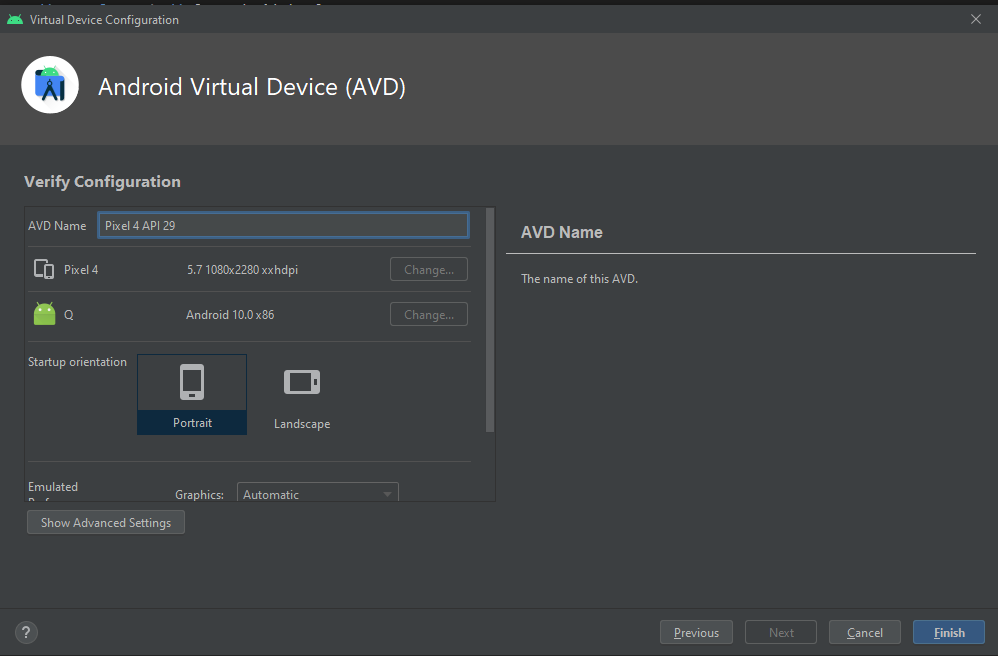 Virtual Device Configuration
Android Virtual Device (AVD)
Verify Configuration
AVD Name Pixel 4 API 29
Pixel 4 5.7 1080x2280 xxhdpi Change...
Q Android 10.0 x86 Change...
Startup orientation
Portrait
Landscape
Emulated
Graphics: Automatic
Show Advanced Settings
AVD Name
The name of this AVD.
?
Previous Next Cancel Finish